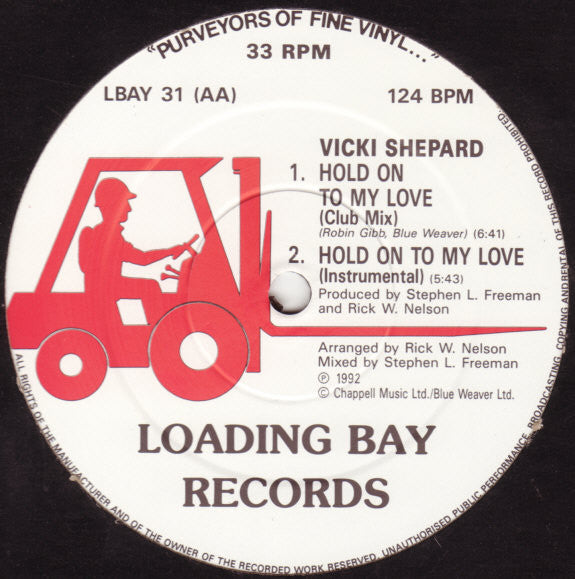 "PURVEYORS OF FINE VINYL..."
33 RPM
LBAY 31 (AA)
124 BPM
VICKI SHEPARD
1. HOLD ON
TO MY LOVE
(Club Mix)
(Robin Gibb, Blue Weaver) (6:41)
2. HOLD ON TO MY LOVE
(Instrumental) (5:43)
Produced by Stephen L. Freeman
and Rick W. Nelson
Arranged by Rick W. Nelson
Mixed by Stephen L. Freeman
℗ 1992
© Chappell Music Ltd./Blue Weaver Ltd.
LOADING BAY
RECORDS
ALL RIGHTS OF THE MANUFACTURER AND OF THE OWNER OF THE RECORDED WORK RESERVED. UNAUTHORISED PUBLIC PERFORMANCE, BROADCASTING, COPYING AND RENTAL OF THIS RECORD PROHIBITED.